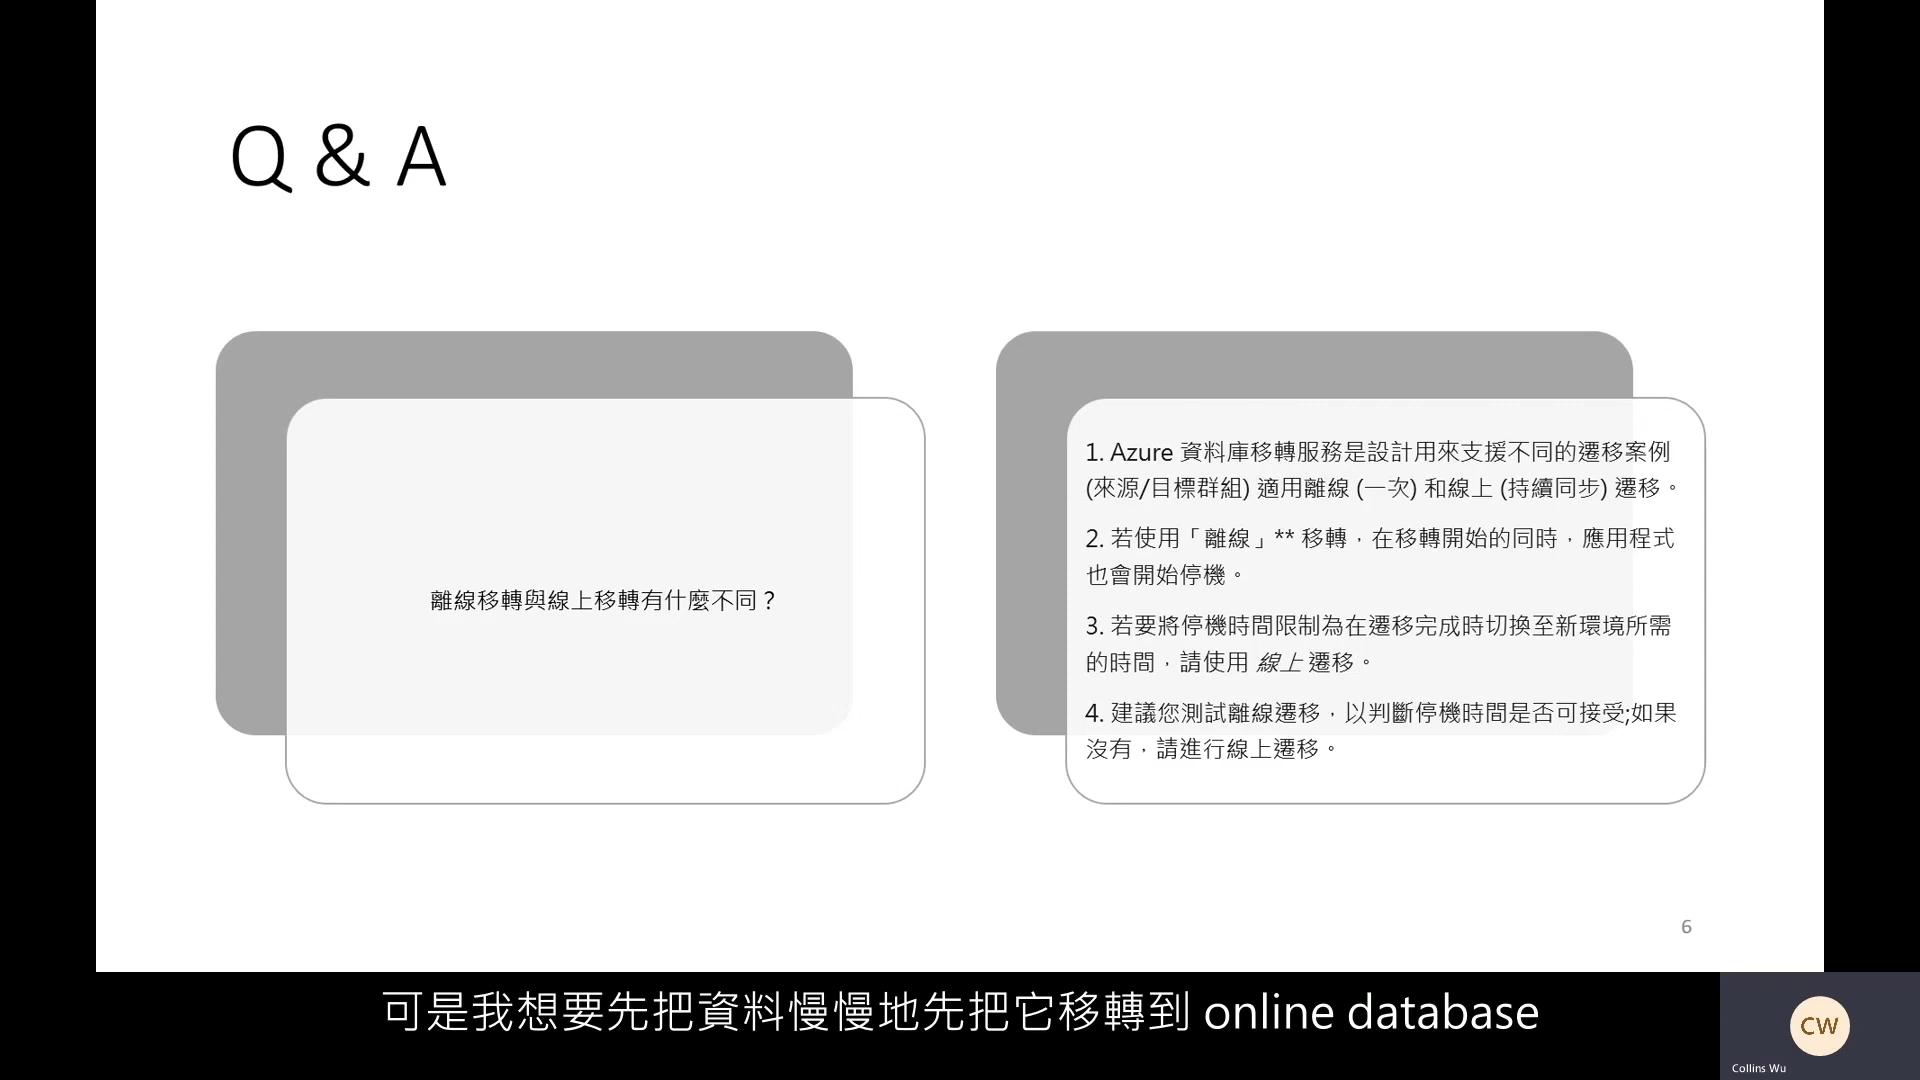 Q & A
離線移轉與線上移轉有什麼不同？
1. Azure 資料庫移轉服務是設計用來支援不同的遷移案例
(來源/目標群組) 適用離線 (一次) 和線上 (持續同步) 遷移。
2. 若使用「離線」** 移轉，在移轉開始的同時，應用程式
也會開始停機。
3. 若要將停機時間限制為在遷移完成時切換至新環境所需
的時間，請使用 線上 遷移。
4. 建議您測試離線遷移，以判斷停機時間是否可接受;如果
沒有，請進行線上遷移。
6
可是我想要先把資料慢慢地先把它移轉到 online database
CW
Collins Wu